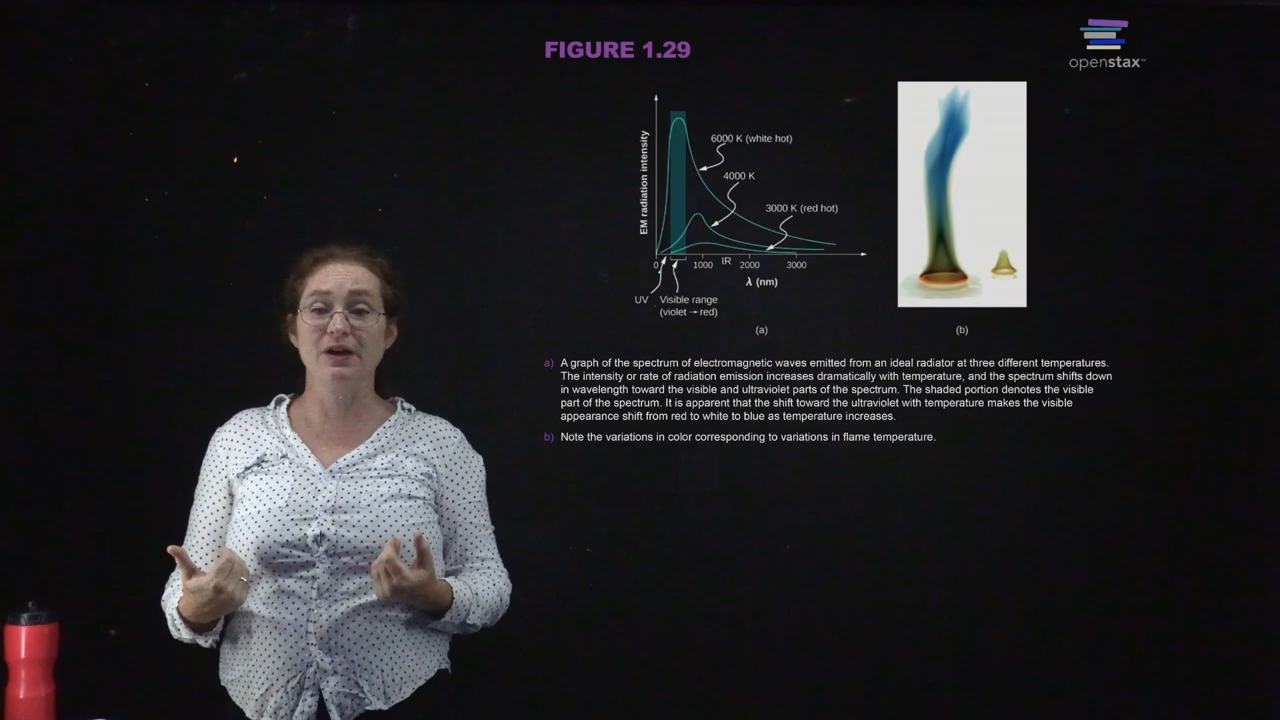 FIGURE 1.29
openstax™
EM radiation intensity
6000 K (white hot)
4000 K
3000 K (red hot)
0
1000
IR
2000
3000
λ (nm)
UV
Visible range
(violet → red)
(a)
(b)
a) A graph of the spectrum of electromagnetic waves emitted from an ideal radiator at three different temperatures.
The intensity or rate of radiation emission increases dramatically with temperature, and the spectrum shifts down
in wavelength toward the visible and ultraviolet parts of the spectrum. The shaded portion denotes the visible
part of the spectrum. It is apparent that the shift toward the ultraviolet with temperature makes the visible
appearance shift from red to white to blue as temperature increases.
b) Note the variations in color corresponding to variations in flame temperature.